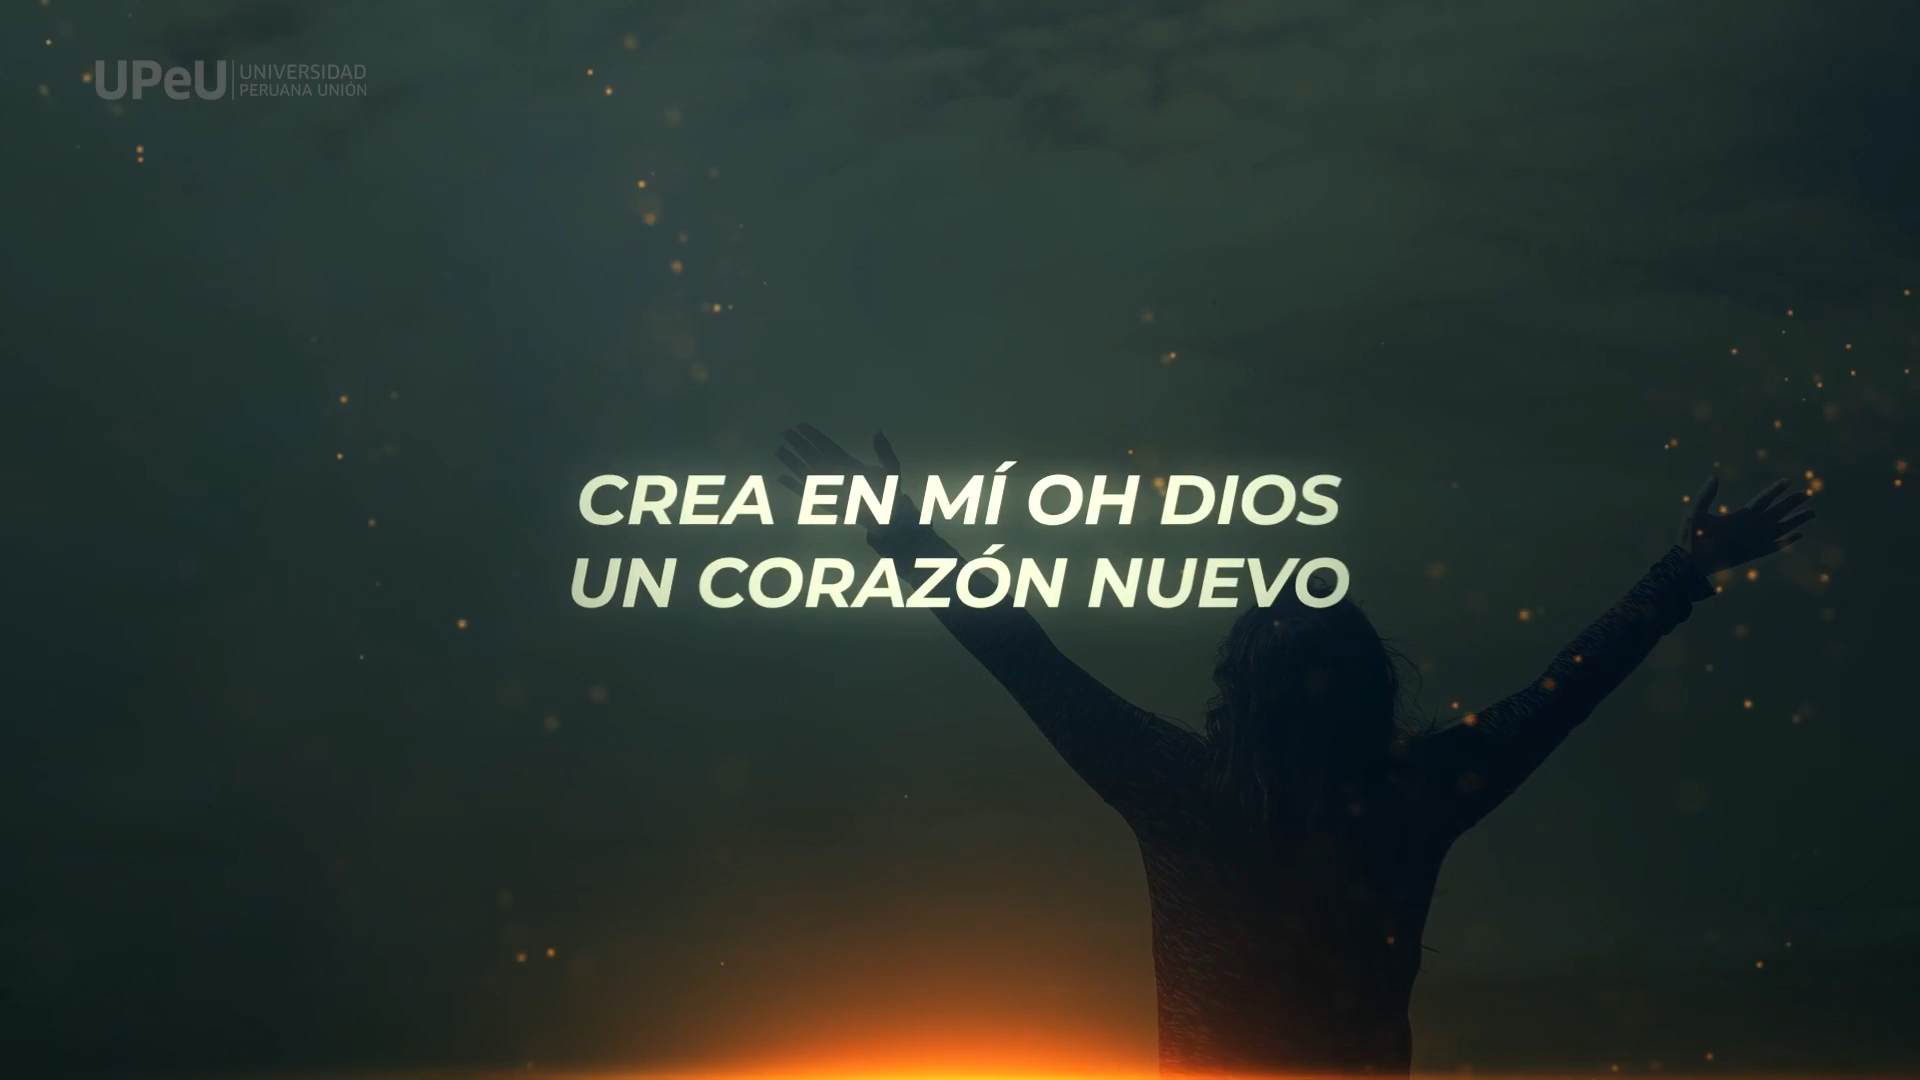 UPeU
UNIVERSIDAD
PERUANA UNIÓN
CREA EN MÍ OH DIOS
UN CORAZÓN NUEVO